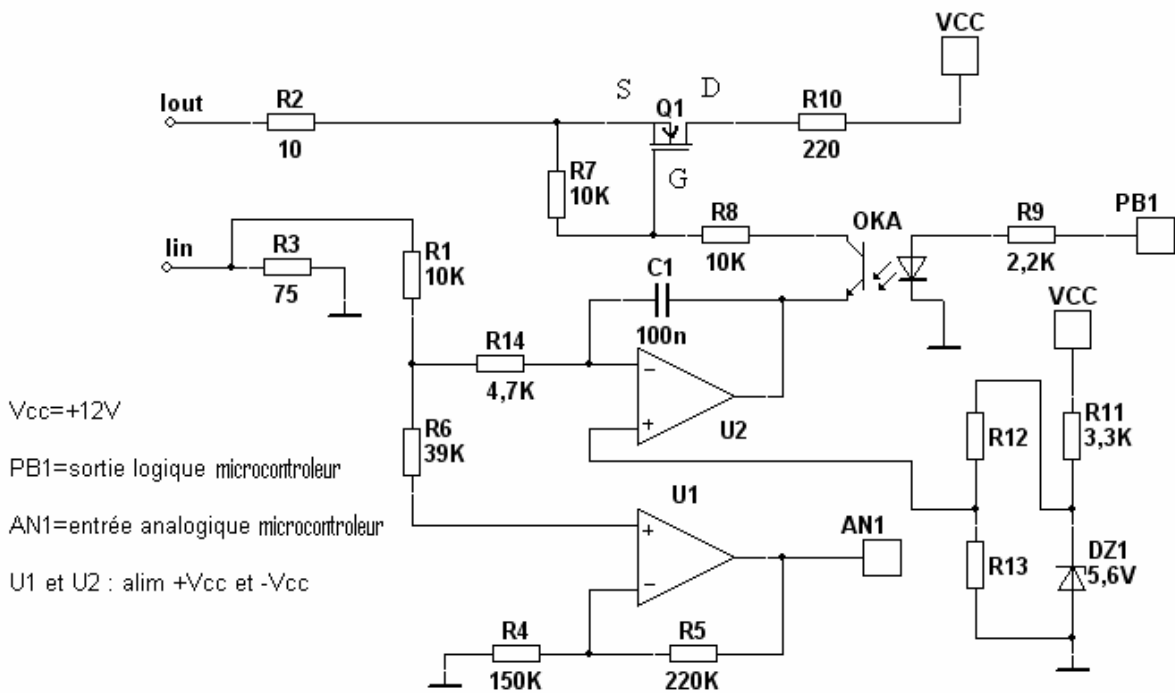 VCC
S
D
Iout
R2
Q1
R10
10
220
R7
10K
G
R8
OKA
R9
PB1
10K
2,2K
Iin
R3
R1
75
10K
C1
100n
VCC
R14
4,7K
Vcc=+12V
R6
39K
U2
R12
R11
3,3K
PB1=sortie logique microcontroleur
U1
AN1
AN1=entrée analogique microcontroleur
R13
DZ1
5,6V
U1 et U2 : alim +Vcc et -Vcc
R4
R5
150K
220K